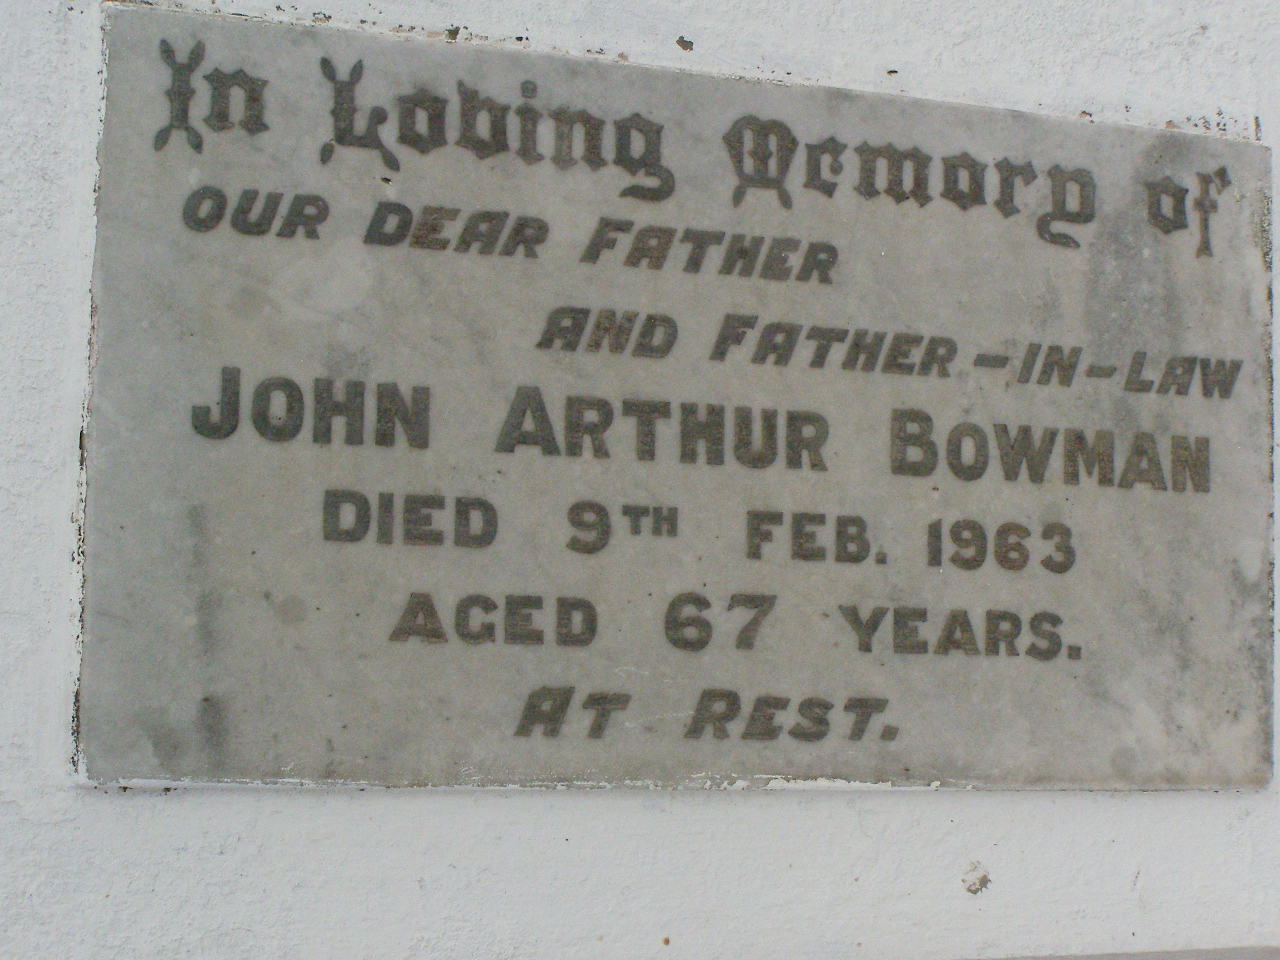 In Loving Memory of
OUR DEAR FATHER
AND FATHER-IN-LAW
JOHN ARTHUR BOWMAN
DIED 9TH FEB. 1963
AGED 67 YEARS.
AT REST.